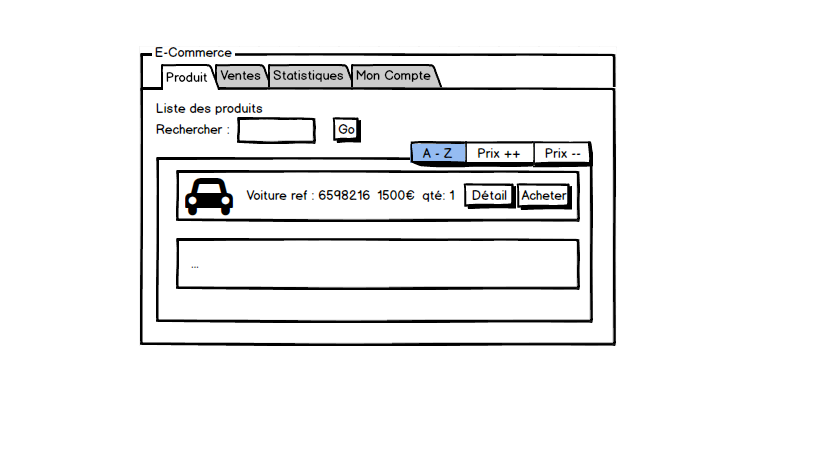 E-Commerce
Produit Ventes Statistiques Mon Compte
Liste des produits
Rechercher : Go
A - Z Prix ++ Prix --
Voiture ref : 6598216 1500€ qté: 1 Détail Acheter
...